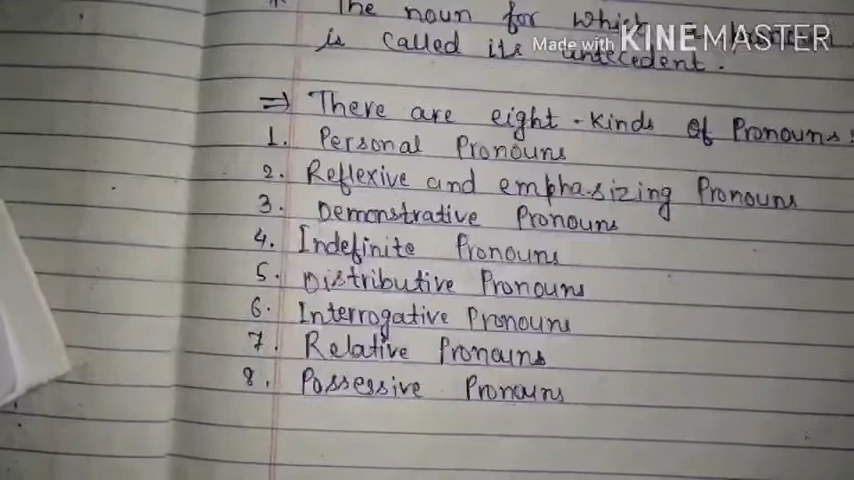 The noun for which a
is called its antecedent.
Made with KINEMASTER
⇒ There are eight - kinds of Pronouns:
1. Personal Pronouns
2. Reflexive and emphasizing Pronouns
3. Demonstrative Pronouns
4. Indefinite Pronouns
5. Distributive Pronouns
6. Interrogative Pronouns
7. Relative Pronouns
8. Possessive Pronouns